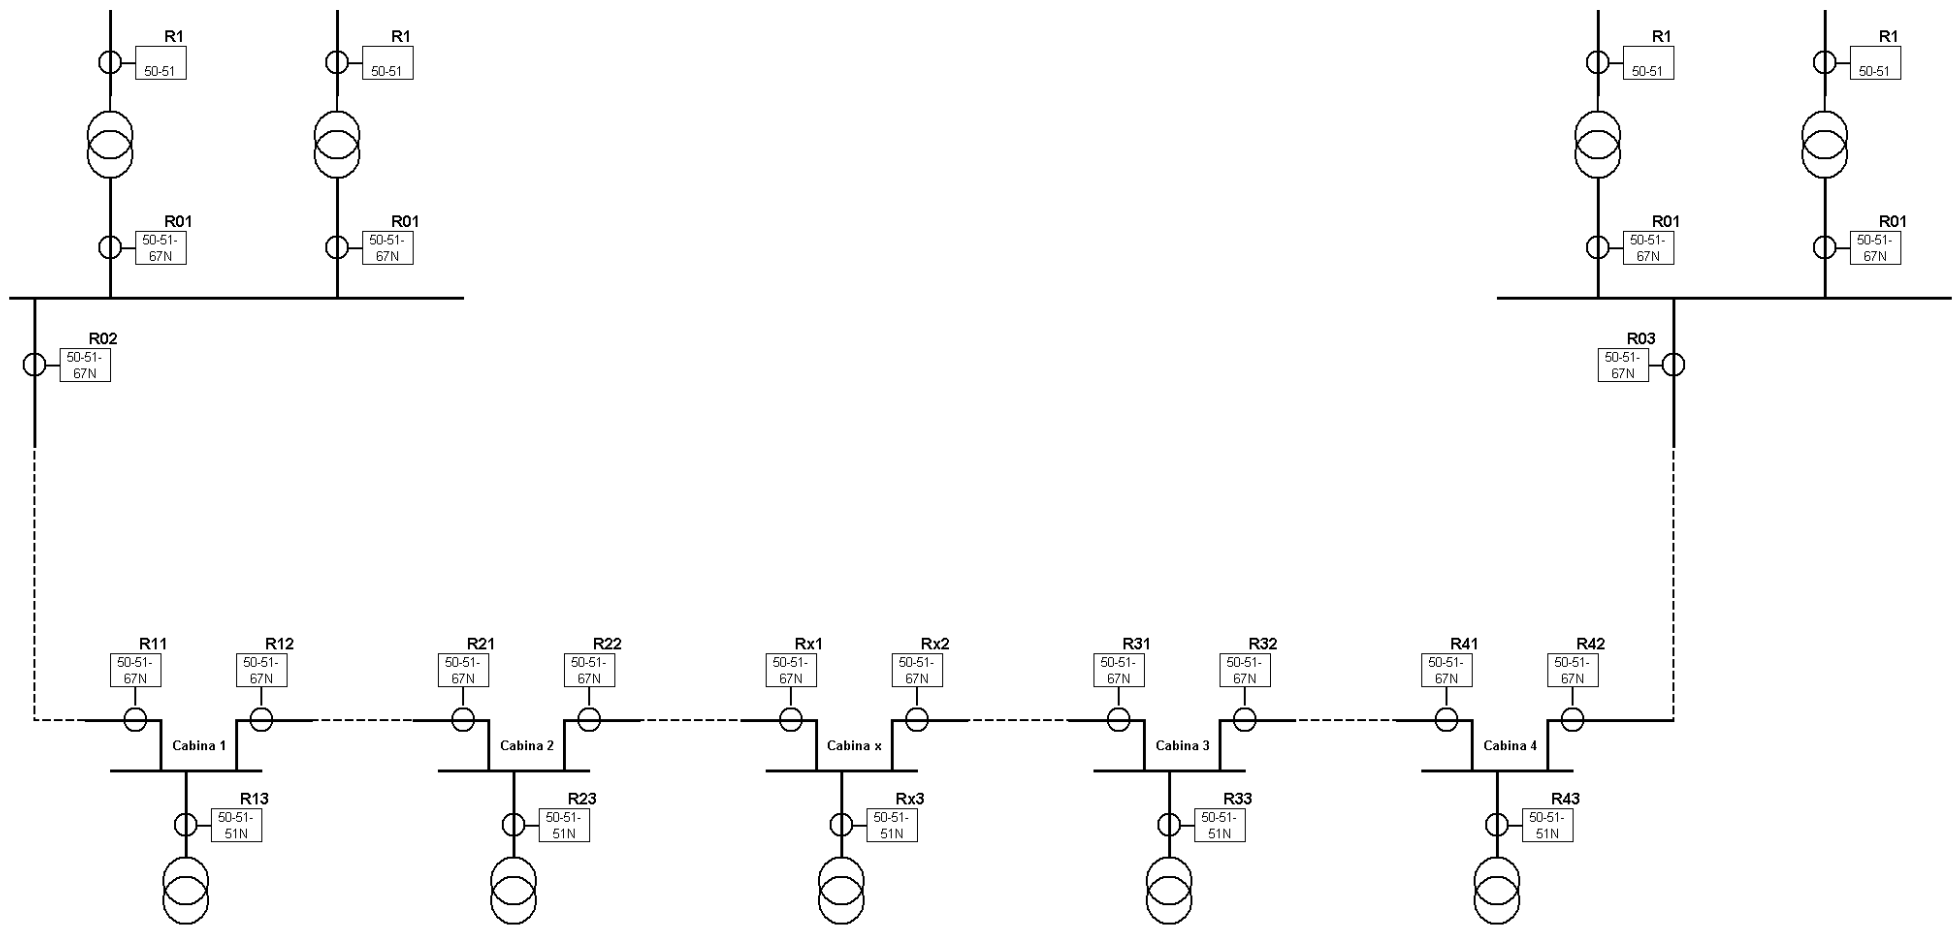 R1
50-51
R1
50-51
R1
50-51
R1
50-51
R01
50-51-
67N
R01
50-51-
67N
R01
50-51-
67N
R01
50-51-
67N
R02
50-51-
67N
R03
50-51-
67N
R11
50-51-
67N
R12
50-51-
67N
R21
50-51-
67N
R22
50-51-
67N
Rx1
50-51-
67N
Rx2
50-51-
67N
R31
50-51-
67N
R32
50-51-
67N
R41
50-51-
67N
R42
50-51-
67N
Cabina 1
Cabina 2
Cabina x
Cabina 3
Cabina 4
R13
50-51-
51N
R23
50-51-
51N
Rx3
50-51-
51N
R33
50-51-
51N
R43
50-51-
51N